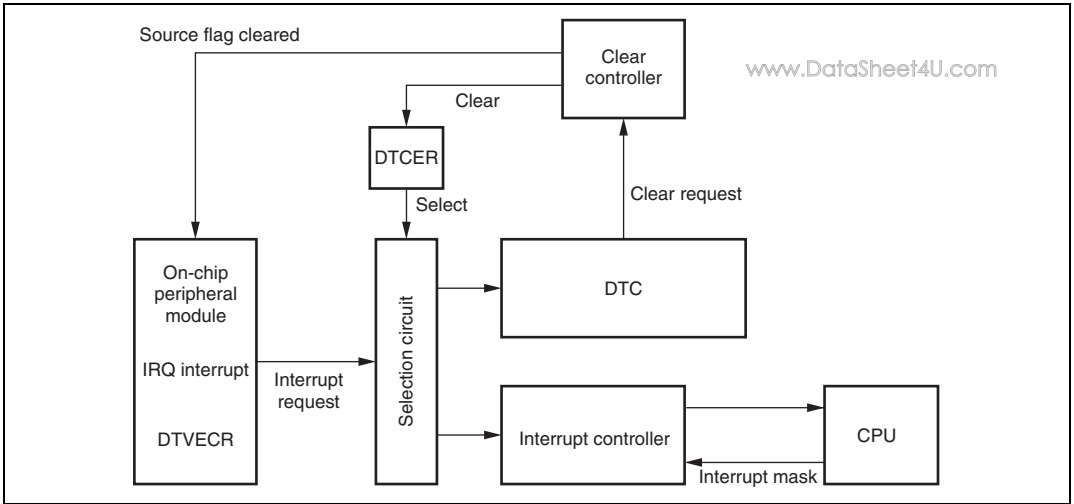 Source flag cleared
Clear
controller
www.DataSheet4U.com
Clear
DTCER
Clear request
Select
On-chip
peripheral
module
IRQ interrupt
DTVECR
Interrupt
request
Selection circuit
DTC
Interrupt controller
CPU
Interrupt mask